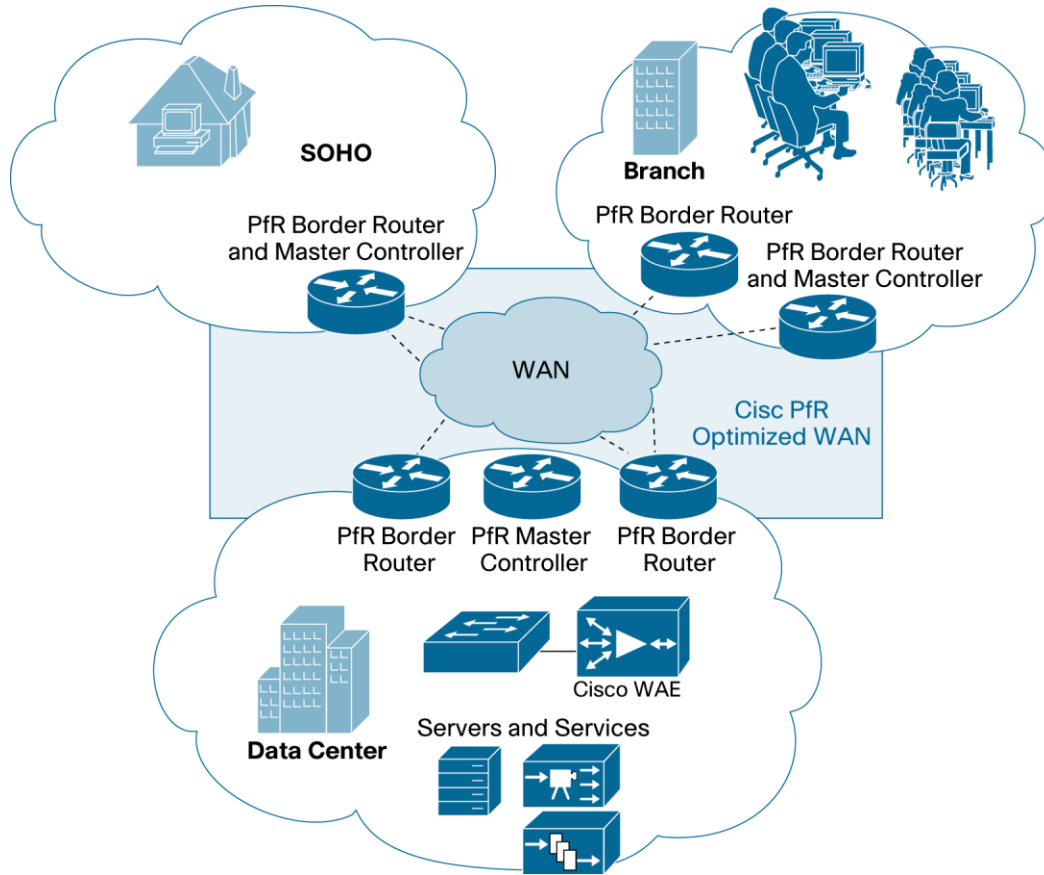 SOHO
PfR Border Router
and Master Controller
Branch
PfR Border Router
PfR Border Router
and Master Controller
WAN
Cisc PfR
Optimized WAN
PfR Border
Router
PfR Master
Controller
PfR Border
Router
Cisco WAE
Data Center
Servers and Services